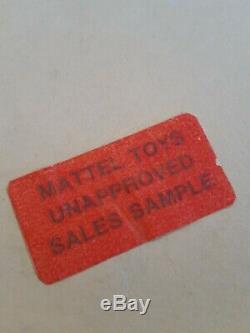 MATTEL TOYS
UNAPPROVED
SALES SAMPLE